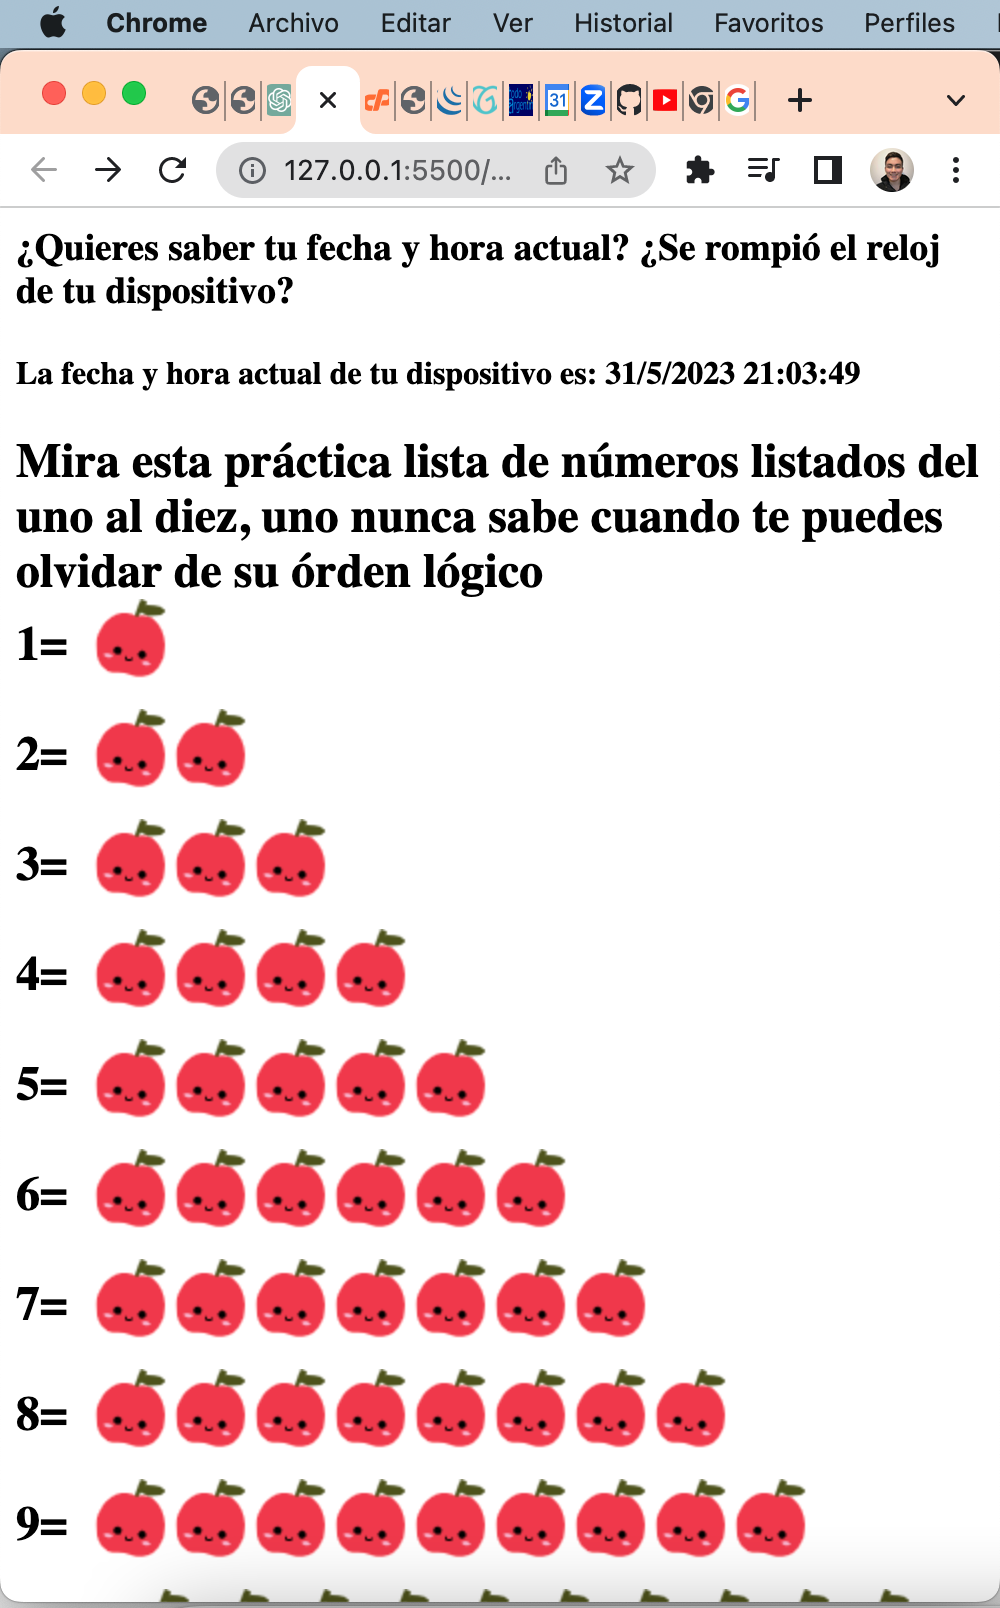 Chrome Archivo Editar Ver Historial Favoritos Perfiles
31
127.0.0.1:5500/...
¿Quieres saber tu fecha y hora actual? ¿Se rompió el reloj
de tu dispositivo?
La fecha y hora actual de tu dispositivo es: 31/5/2023 21:03:49
Mira esta práctica lista de números listados del
uno al diez, uno nunca sabe cuando te puedes
olvidar de su órden lógico
1=
2=
3=
4=
5=
6=
7=
8=
9=